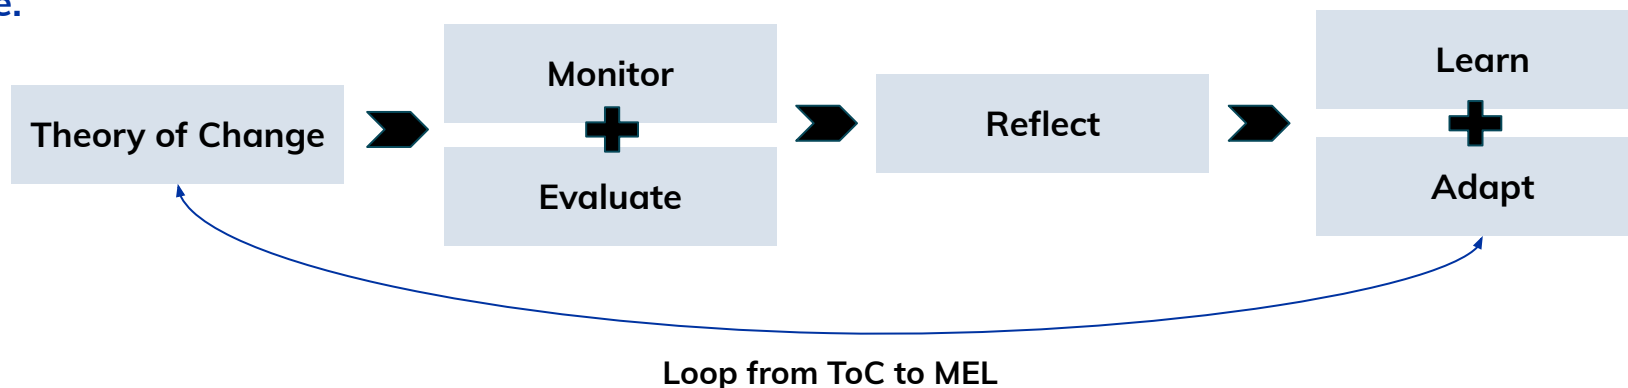 e.
Theory of Change
Monitor
Evaluate
Reflect
Learn
Adapt
Loop from ToC to MEL